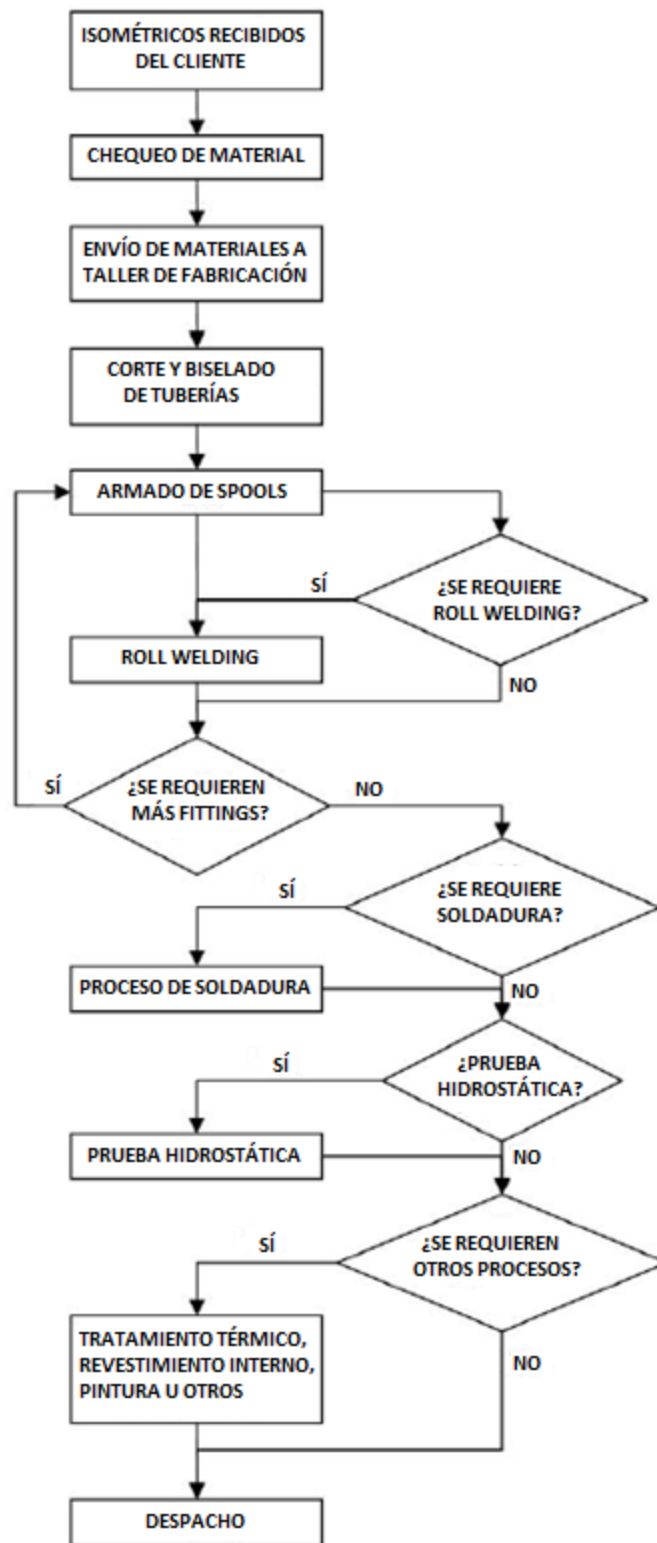 ISOMÉTRICOS RECIBIDOS
DEL CLIENTE
CHEQUEO DE MATERIAL
ENVÍO DE MATERIALES A
TALLER DE FABRICACIÓN
CORTE Y BISELADO
DE TUBERÍAS
ARMADO DE SPOOLS
SÍ
¿SE REQUIERE
ROLL WELDING?
ROLL WELDING
NO
SÍ
¿SE REQUIEREN
MÁS FITTINGS?
NO
SÍ
¿SE REQUIERE
SOLDADURA?
PROCESO DE SOLDADURA
NO
SÍ
¿PRUEBA
HIDROSTÁTICA?
PRUEBA HIDROSTÁTICA
NO
SÍ
¿SE REQUIEREN
OTROS PROCESOS?
TRATAMIENTO TÉRMICO,
REVESTIMIENTO INTERNO,
PINTURA U OTROS
NO
DESPACHO